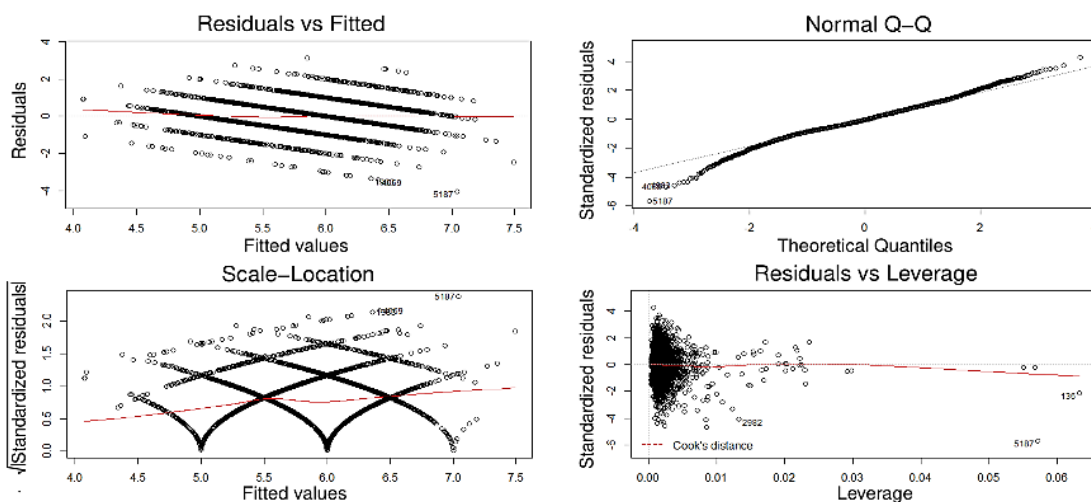 Residuals vs Fitted
Residuals
4
2
0
-2
-4
5187
4.0 4.5 5.0 5.5 6.0 6.5 7.0 7.5
Fitted values
Normal Q-Q
Standardized residuals
4
2
0
-2
-4
-6
5187
-4 -2 0 2
Theoretical Quantiles
Scale-Location
√|Standardized residuals|
2.0
1.5
1.0
0.5
0.0
5187
4.0 4.5 5.0 5.5 6.0 6.5 7.0 7.5
Fitted values
Residuals vs Leverage
Standardized residuals
4
2
0
-2
-4
-6
2982
130
5187
Cook's distance
0.00 0.01 0.02 0.03 0.04 0.05 0.06
Leverage